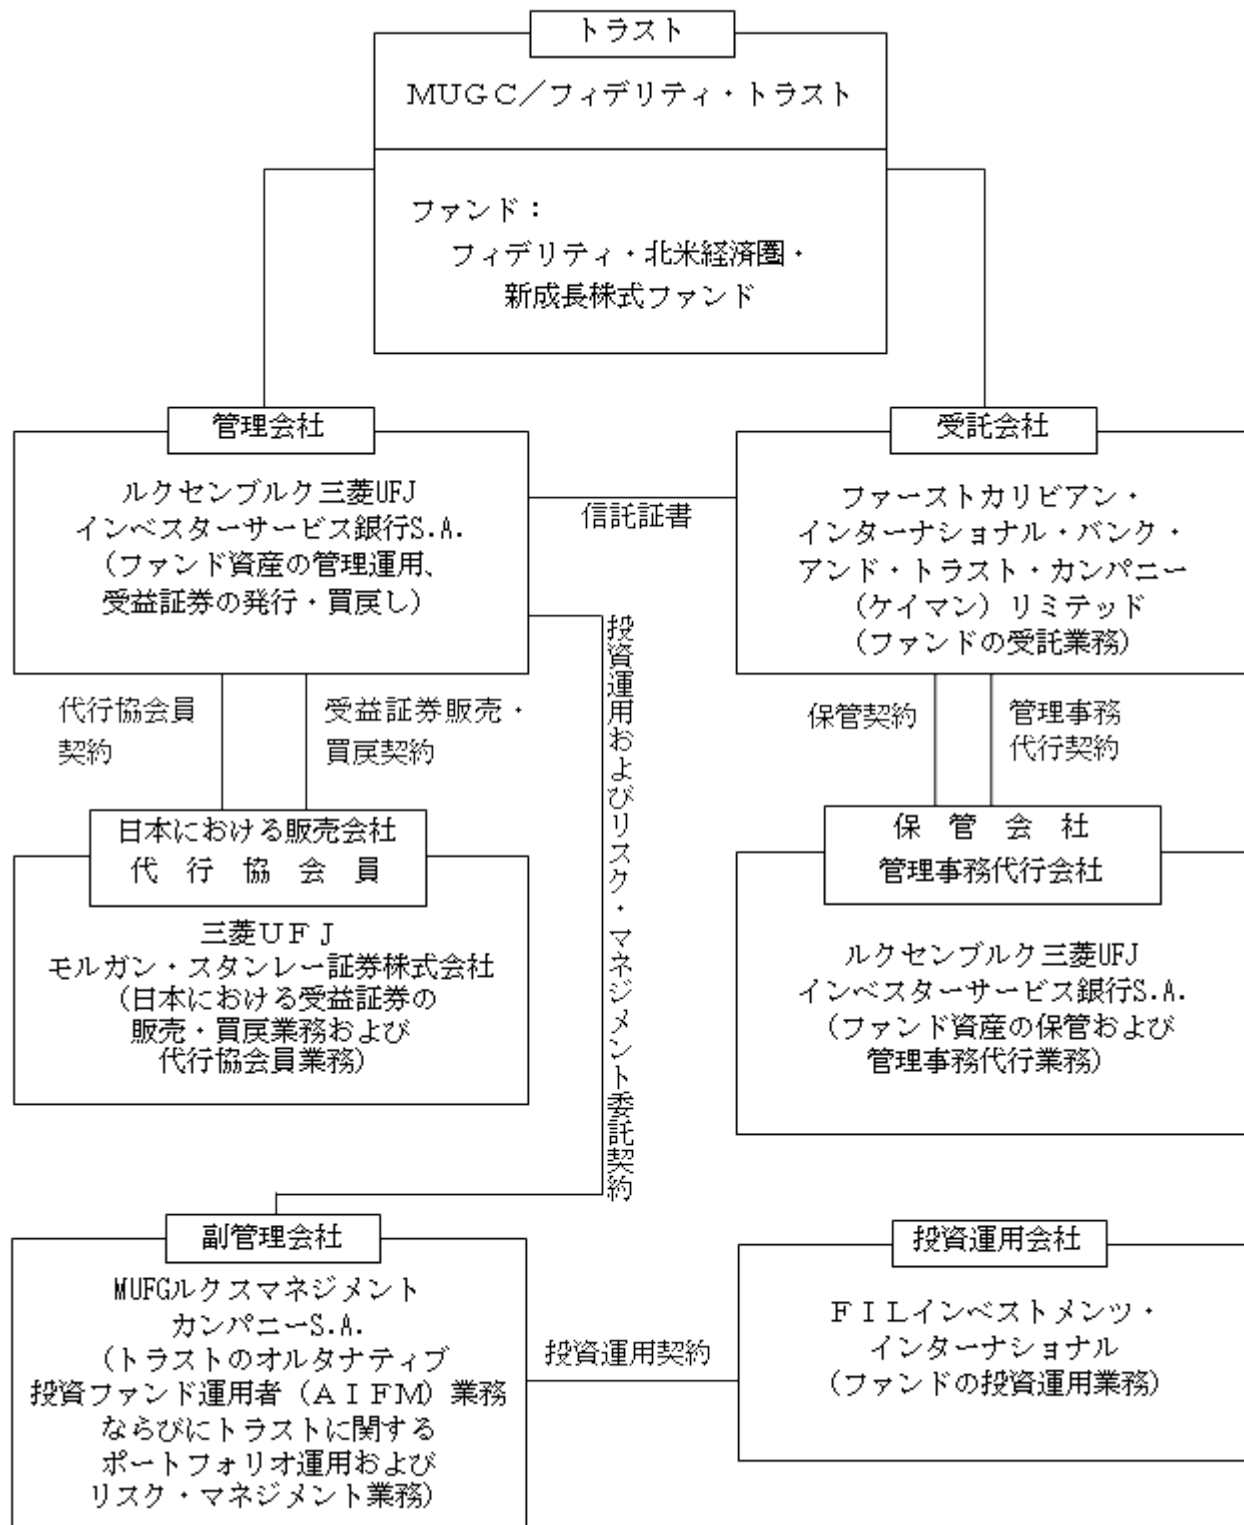 トラスト
MUGC／フィデリティ・トラスト
ファンド：
フィデリティ・北米経済圏・
新成長株式ファンド
管理会社
ルクセンブルク三菱UFJ
インベスターサービス銀行S.A.
（ファンド資産の管理運用、
受益証券の発行・買戻し）
信託証書
受託会社
ファーストカリビアン・
インターナショナル・バンク・
アンド・トラスト・カンパニー
（ケイマン）リミテッド
（ファンドの受託業務）
代行協会員
契約
受益証券販売・
買戻契約
投資運用およびリスク・マネジメント委託契約
保管契約
管理事務
代行契約
日本における販売会社
代行協会員
三菱ＵＦＪ
モルガン・スタンレー証券株式会社
（日本における受益証券の
販売・買戻業務および
代行協会員業務）
保管会社
管理事務代行会社
ルクセンブルク三菱UFJ
インベスターサービス銀行S.A.
（ファンド資産の保管および
管理事務代行業務）
副管理会社
MUFGルクスマネジメント
カンパニーS.A.
（トラストのオルタナティブ
投資ファンド運用者（ＡＩＦＭ）業務
ならびにトラストに関する
ポートフォリオ運用および
リスク・マネジメント業務）
投資運用契約
投資運用会社
ＦＩＬインベストメンツ・
インターナショナル
（ファンドの投資運用業務）